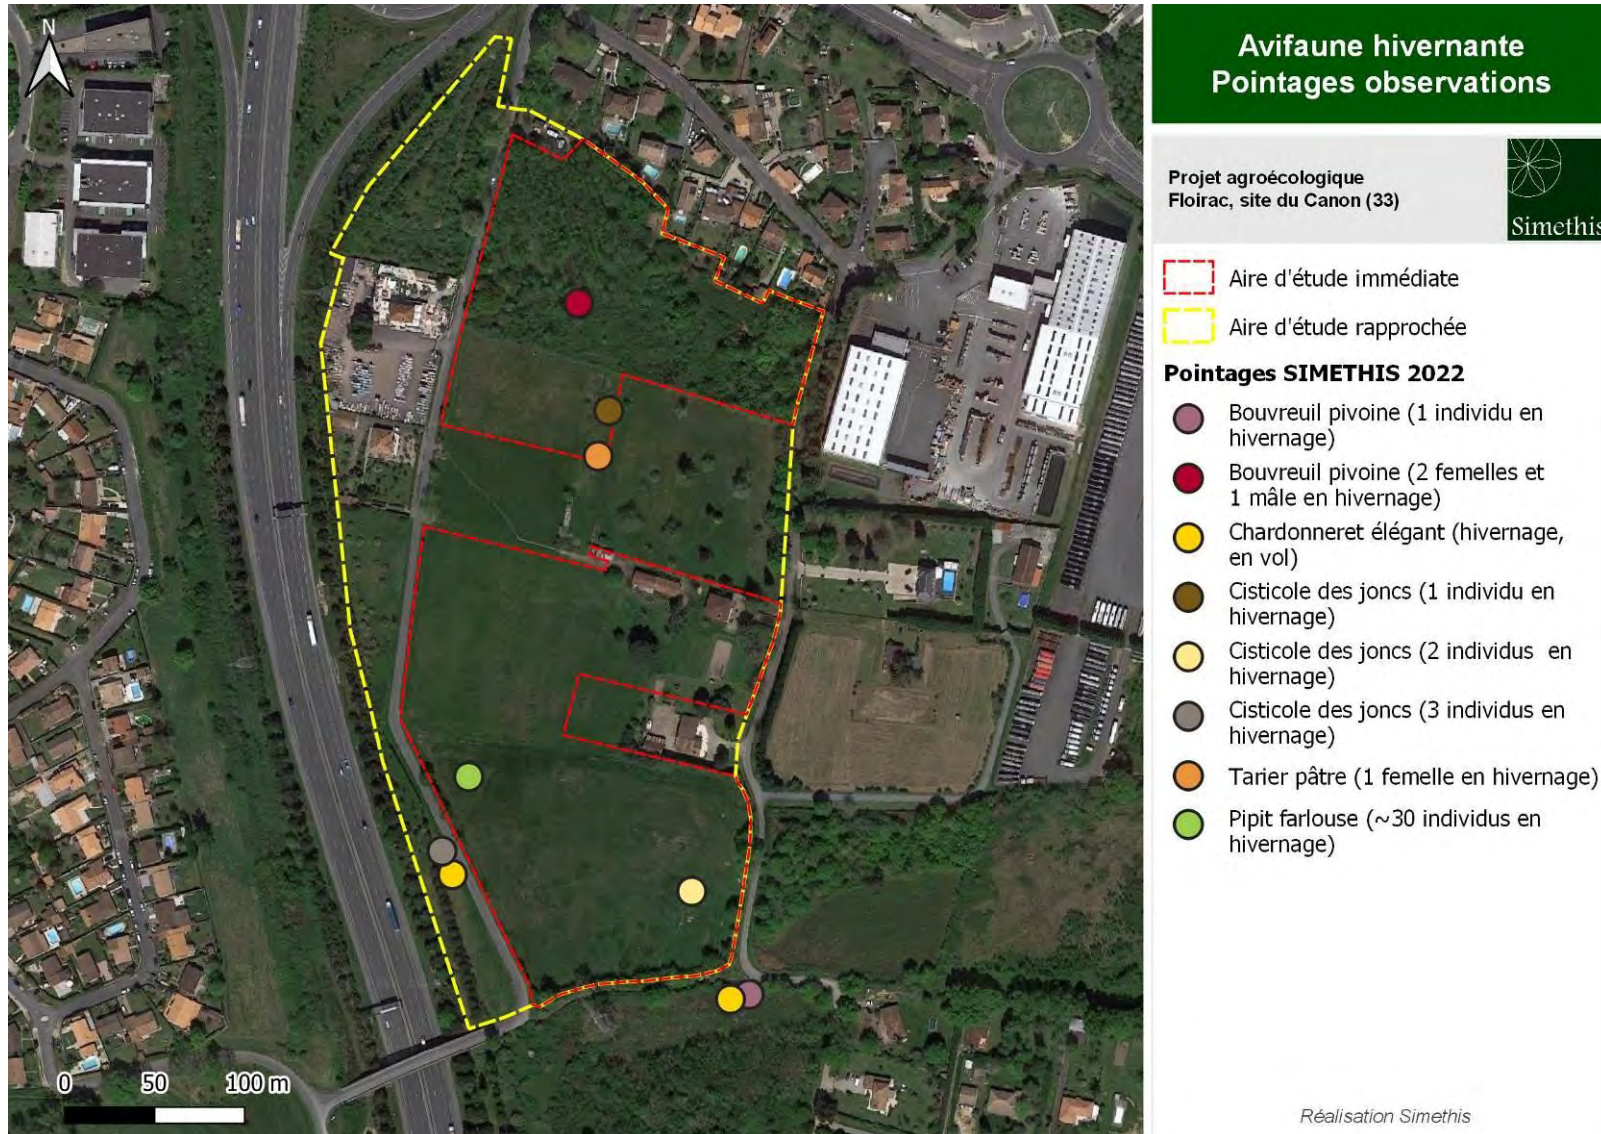 Avifaune hivernante
Pointages observations
Projet agroécologique
Floirac, site du Canon (33)
Simethis
Aire d'étude immédiate
Aire d'étude rapprochée
Pointages SIMETHIS 2022
Bouvreuil pivoine (1 individu en
hivernage)
Bouvreuil pivoine (2 femelles et
1 mâle en hivernage)
Chardonneret élégant (hivernage,
en vol)
Cisticole des joncs (1 individu en
hivernage)
Cisticole des joncs (2 individus en
hivernage)
Cisticole des joncs (3 individus en
hivernage)
Tarier pâtre (1 femelle en hivernage)
Pipit farlouse (~30 individus en
hivernage)
Réalisation Simethis
N
0 50 100 m